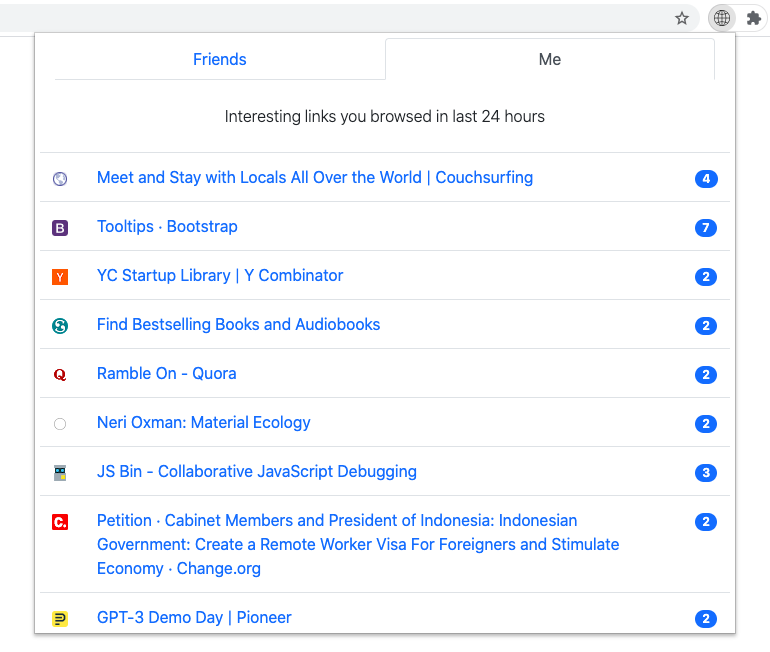 Friends
Me
Interesting links you browsed in last 24 hours
Meet and Stay with Locals All Over the World | Couchsurfing
4
B
Tooltips · Bootstrap
7
Y
YC Startup Library | Y Combinator
2
Find Bestselling Books and Audiobooks
2
Q
Ramble On - Quora
2
Neri Oxman: Material Ecology
2
JS Bin - Collaborative JavaScript Debugging
3
C.
Petition · Cabinet Members and President of Indonesia: Indonesian
2
Government: Create a Remote Worker Visa For Foreigners and Stimulate
Economy · Change.org
GPT-3 Demo Day | Pioneer
2